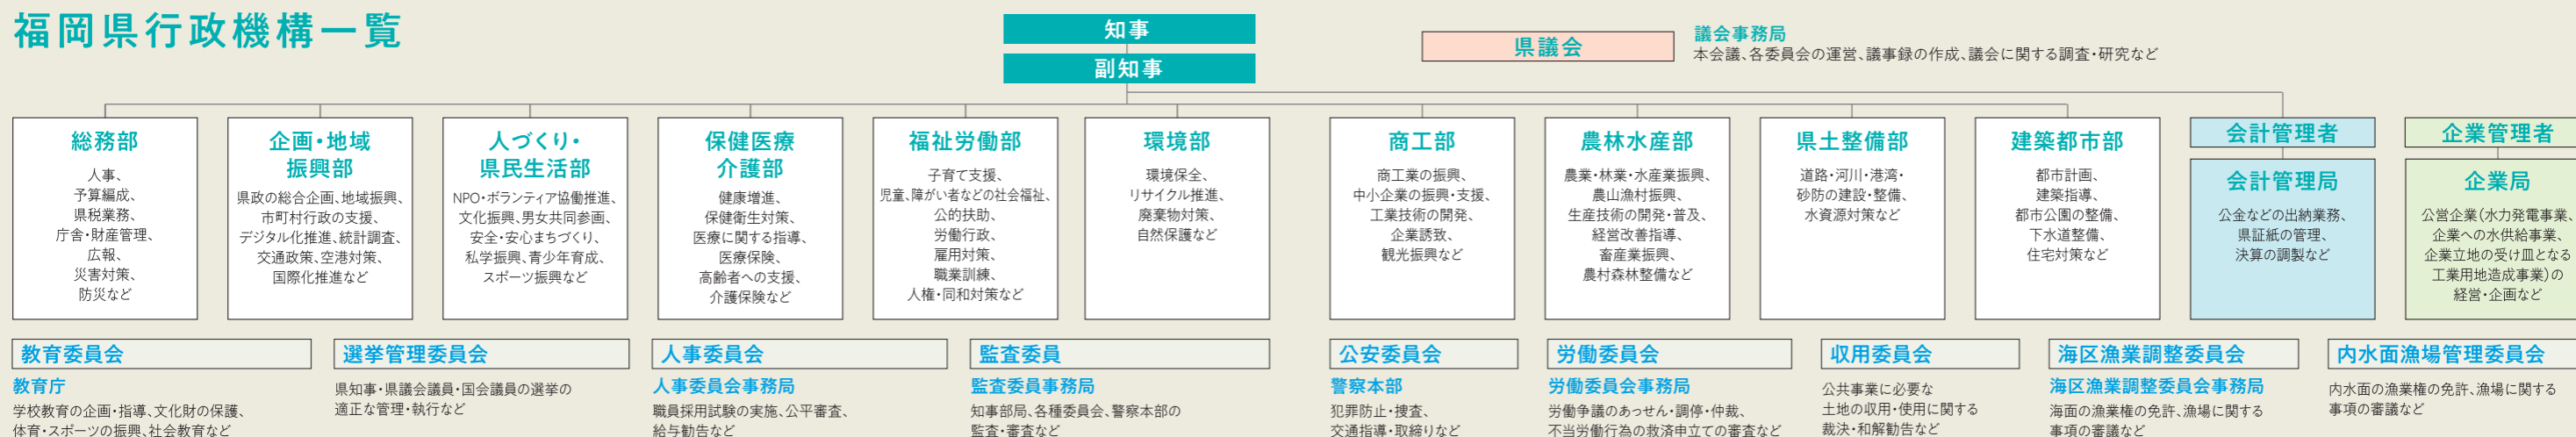 福岡県行政機構一覧
知事
副知事
県議会
議会事務局
本会議、各委員会の運営、議事録の作成、議会に関する調査・研究など
総務部
人事、
予算編成、
県税業務、
庁舎・財産管理、
広報、
災害対策、
防災など
企画・地域
振興部
県政の総合企画、地域振興、
市町村行政の支援、
デジタル化推進、統計調査、
交通政策、空港対策、
国際化推進など
人づくり・
県民生活部
NPO・ボランティア協働推進、
文化振興、男女共同参画、
安全・安心まちづくり、
私学振興、青少年育成、
スポーツ振興など
保健医療
介護部
健康増進、
保健衛生対策、
医療に関する指導、
医療保険、
高齢者への支援、
介護保険など
福祉労働部
子育て支援、
児童、障がい者などの社会福祉、
公的扶助、
労働行政、
雇用対策、
職業訓練、
人権・同和対策など
環境部
環境保全、
リサイクル推進、
廃棄物対策、
自然保護など
商工部
商工業の振興、
中小企業の振興・支援、
工業技術の開発、
企業誘致、
観光振興など
農林水産部
農業・林業・水産業振興、
農山漁村振興、
生産技術の開発・普及、
経営改善指導、
畜産業振興、
農村森林整備など
県土整備部
道路・河川・港湾・
砂防の建設・整備、
水資源対策など
建築都市部
都市計画、
建築指導、
都市公園の整備、
下水道整備、
住宅対策など
会計管理者
会計管理局
公金などの出納業務、
県証紙の管理、
決算の調製など
企業管理者
企業局
公営企業(水力発電事業、
企業への水供給事業、
企業立地の受け皿となる
工業用地造成事業)の
経営・企画など
教育委員会
教育庁
学校教育の企画・指導、文化財の保護、
体育・スポーツの振興、社会教育など
選挙管理委員会
県知事・県議会議員・国会議員の選挙の
適正な管理・執行など
人事委員会
人事委員会事務局
職員採用試験の実施、公平審査、
給与勧告など
監査委員
監査委員事務局
知事部局、各種委員会、警察本部の
監査・審査など
公安委員会
警察本部
犯罪防止・捜査、
交通指導・取締りなど
労働委員会
労働委員会事務局
労働争議のあっせん・調停・仲裁、
不当労働行為の救済申立ての審査など
収用委員会
公共事業に必要な
土地の収用・使用に関する
裁決・和解勧告など
海区漁業調整委員会
海区漁業調整委員会事務局
海面の漁業権の免許、漁場に関する
事項の審議など
内水面漁場管理委員会
内水面の漁業権の免許、漁場に関する
事項の審議など